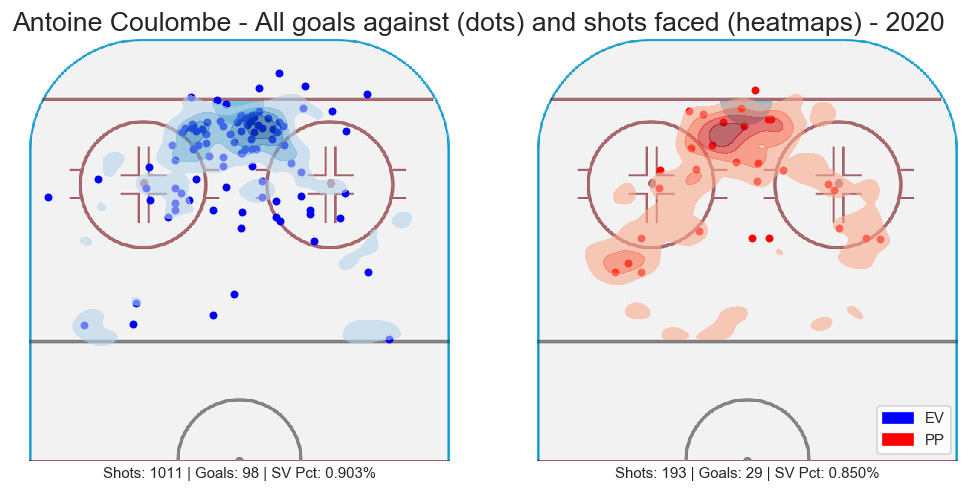 Antoine Coulombe - All goals against (dots) and shots faced (heatmaps) - 2020
EV
PP
Shots: 1011 | Goals: 98 | SV Pct: 0.903%
Shots: 193 | Goals: 29 | SV Pct: 0.850%